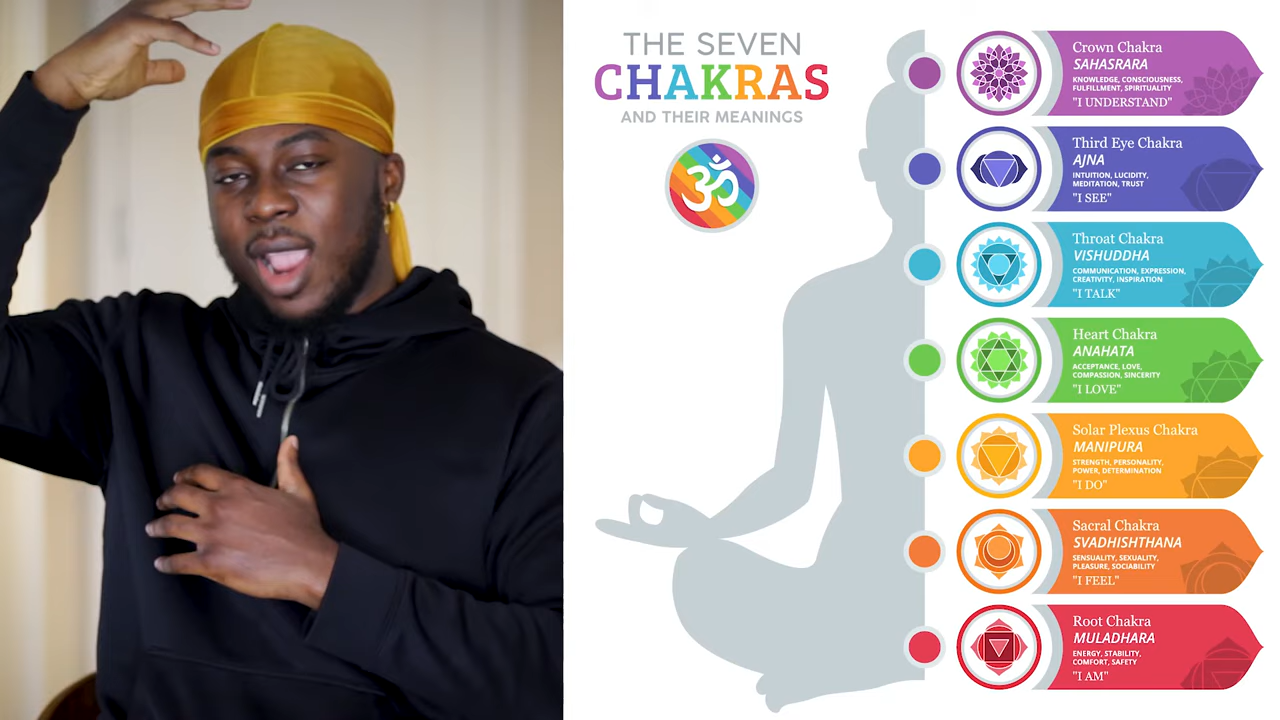 THE SEVEN
CHAKRAS
AND THEIR MEANINGS
ॐ
Crown Chakra
SAHASRARA
KNOWLEDGE, CONSCIOUSNESS,
FULFILLMENT, SPIRITUALITY
"I UNDERSTAND"
Third Eye Chakra
AJNA
INTUITION, LUCIDITY,
MEDITATION, TRUST
"I SEE"
Throat Chakra
VISHUDDHA
COMMUNICATION, EXPRESSION,
CREATIVITY, INSPIRATION
"I TALK"
Heart Chakra
ANAHATA
ACCEPTANCE, LOVE,
COMPASSION, SINCERITY
"I LOVE"
Solar Plexus Chakra
MANIPURA
STRENGTH, PERSONALITY,
POWER, DETERMINATION
"I DO"
Sacral Chakra
SVADHISHTHANA
SENSUALITY, SEXUALITY,
PLEASURE, SOCIABILITY
"I FEEL"
Root Chakra
MULADHARA
ENERGY, STABILITY,
COMFORT, SAFETY
"I AM"